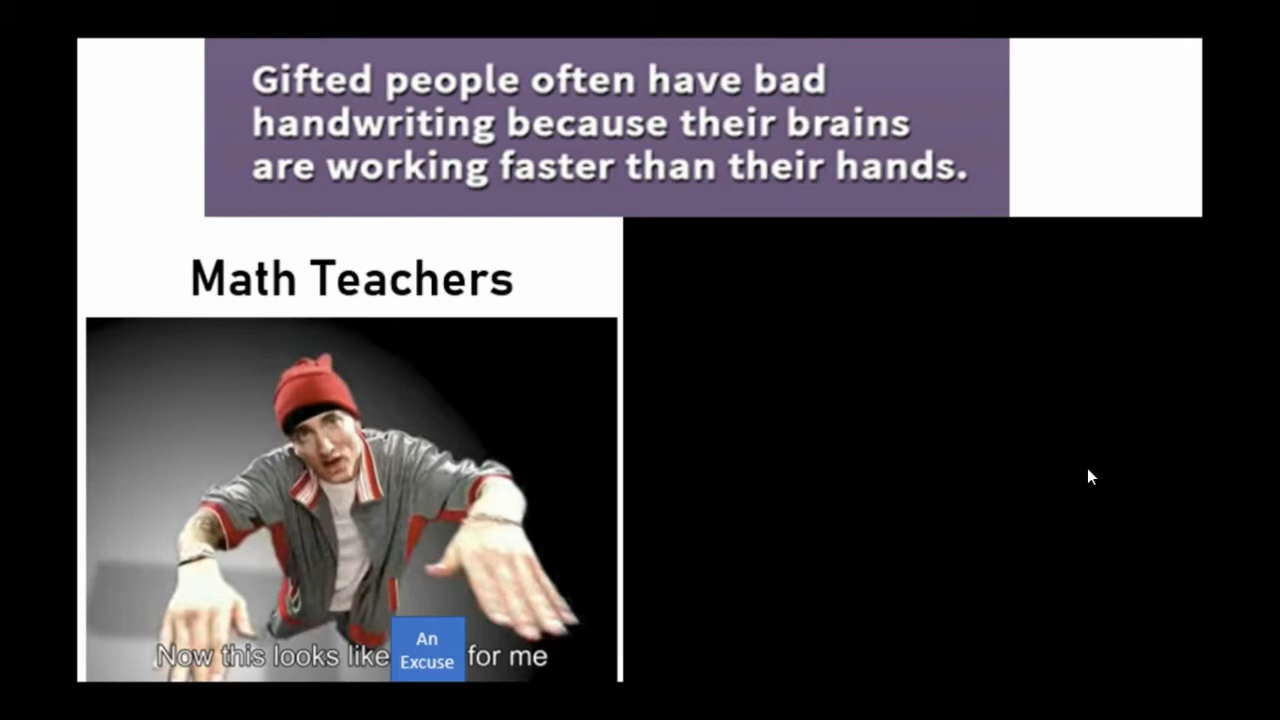 Gifted people often have bad
handwriting because their brains
are working faster than their hands.
Math Teachers
Now this looks like An Excuse for me